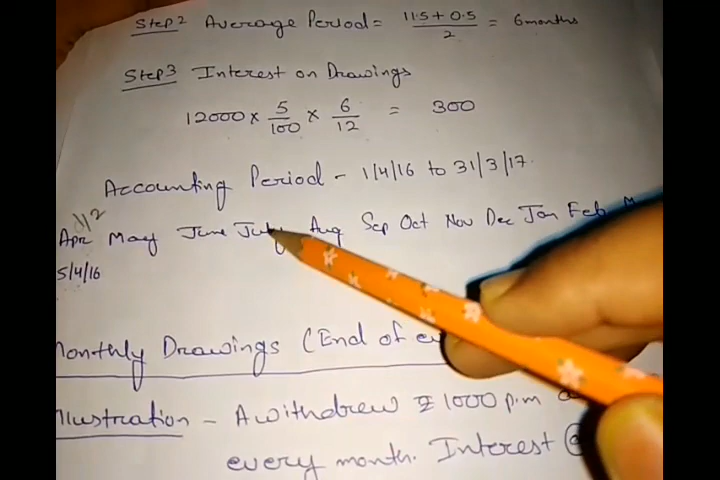 Step 2 Average Period = 11.5 + 0.5 / 2 = 6 months
Step 3 Interest on Drawings
12000 × 5/100 × 6/12 = 300
Accounting Period - 1/4/16 to 31/3/17
Apr May June July Aug Sep Oct Nov Dec Jan Feb M
5/4/16
Monthly Drawings (End of
Illustration - A withdrew ₹ 1000 p.m
every month. Interest @